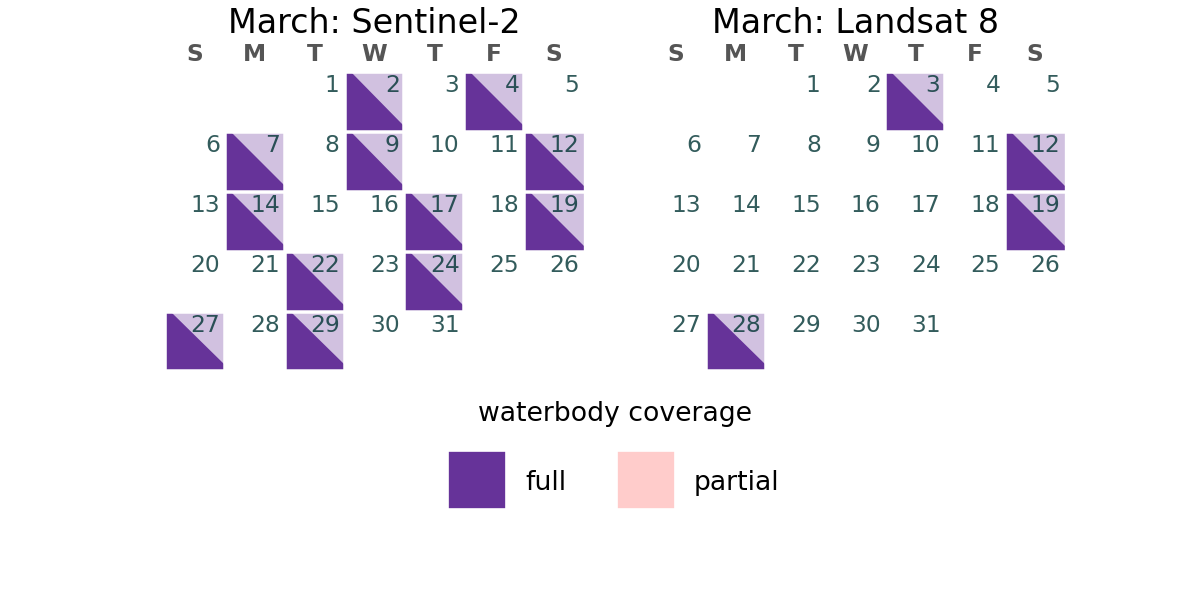 March: Sentinel-2
S M T W T F S
1 2 3 4 5
6 7 8 9 10 11 12
13 14 15 16 17 18 19
20 21 22 23 24 25 26
27 28 29 30 31
March: Landsat 8
S M T W T F S
1 2 3 4 5
6 7 8 9 10 11 12
13 14 15 16 17 18 19
20 21 22 23 24 25 26
27 28 29 30 31
waterbody coverage
full partial